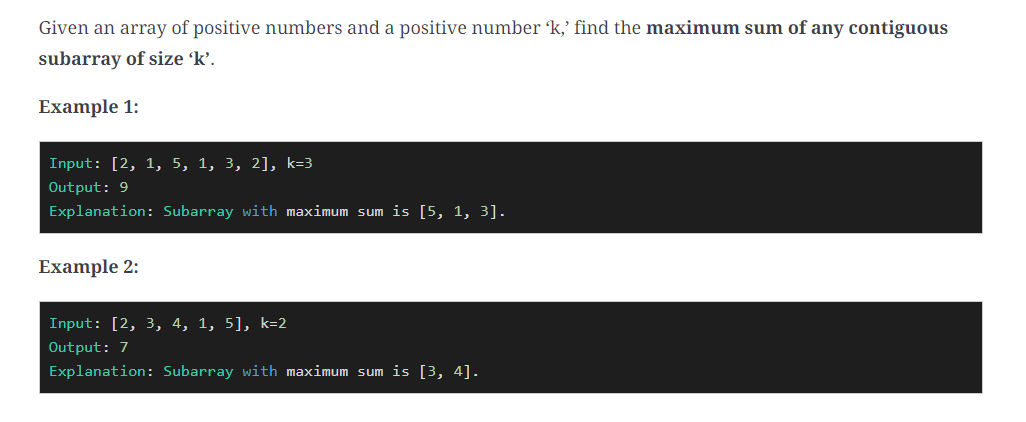 Given an array of positive numbers and a positive number ‘k,’ find the maximum sum of any contiguous
subarray of size ‘k’.
Example 1:
Input: [2, 1, 5, 1, 3, 2], k=3
Output: 9
Explanation: Subarray with maximum sum is [5, 1, 3].
Example 2:
Input: [2, 3, 4, 1, 5], k=2
Output: 7
Explanation: Subarray with maximum sum is [3, 4].